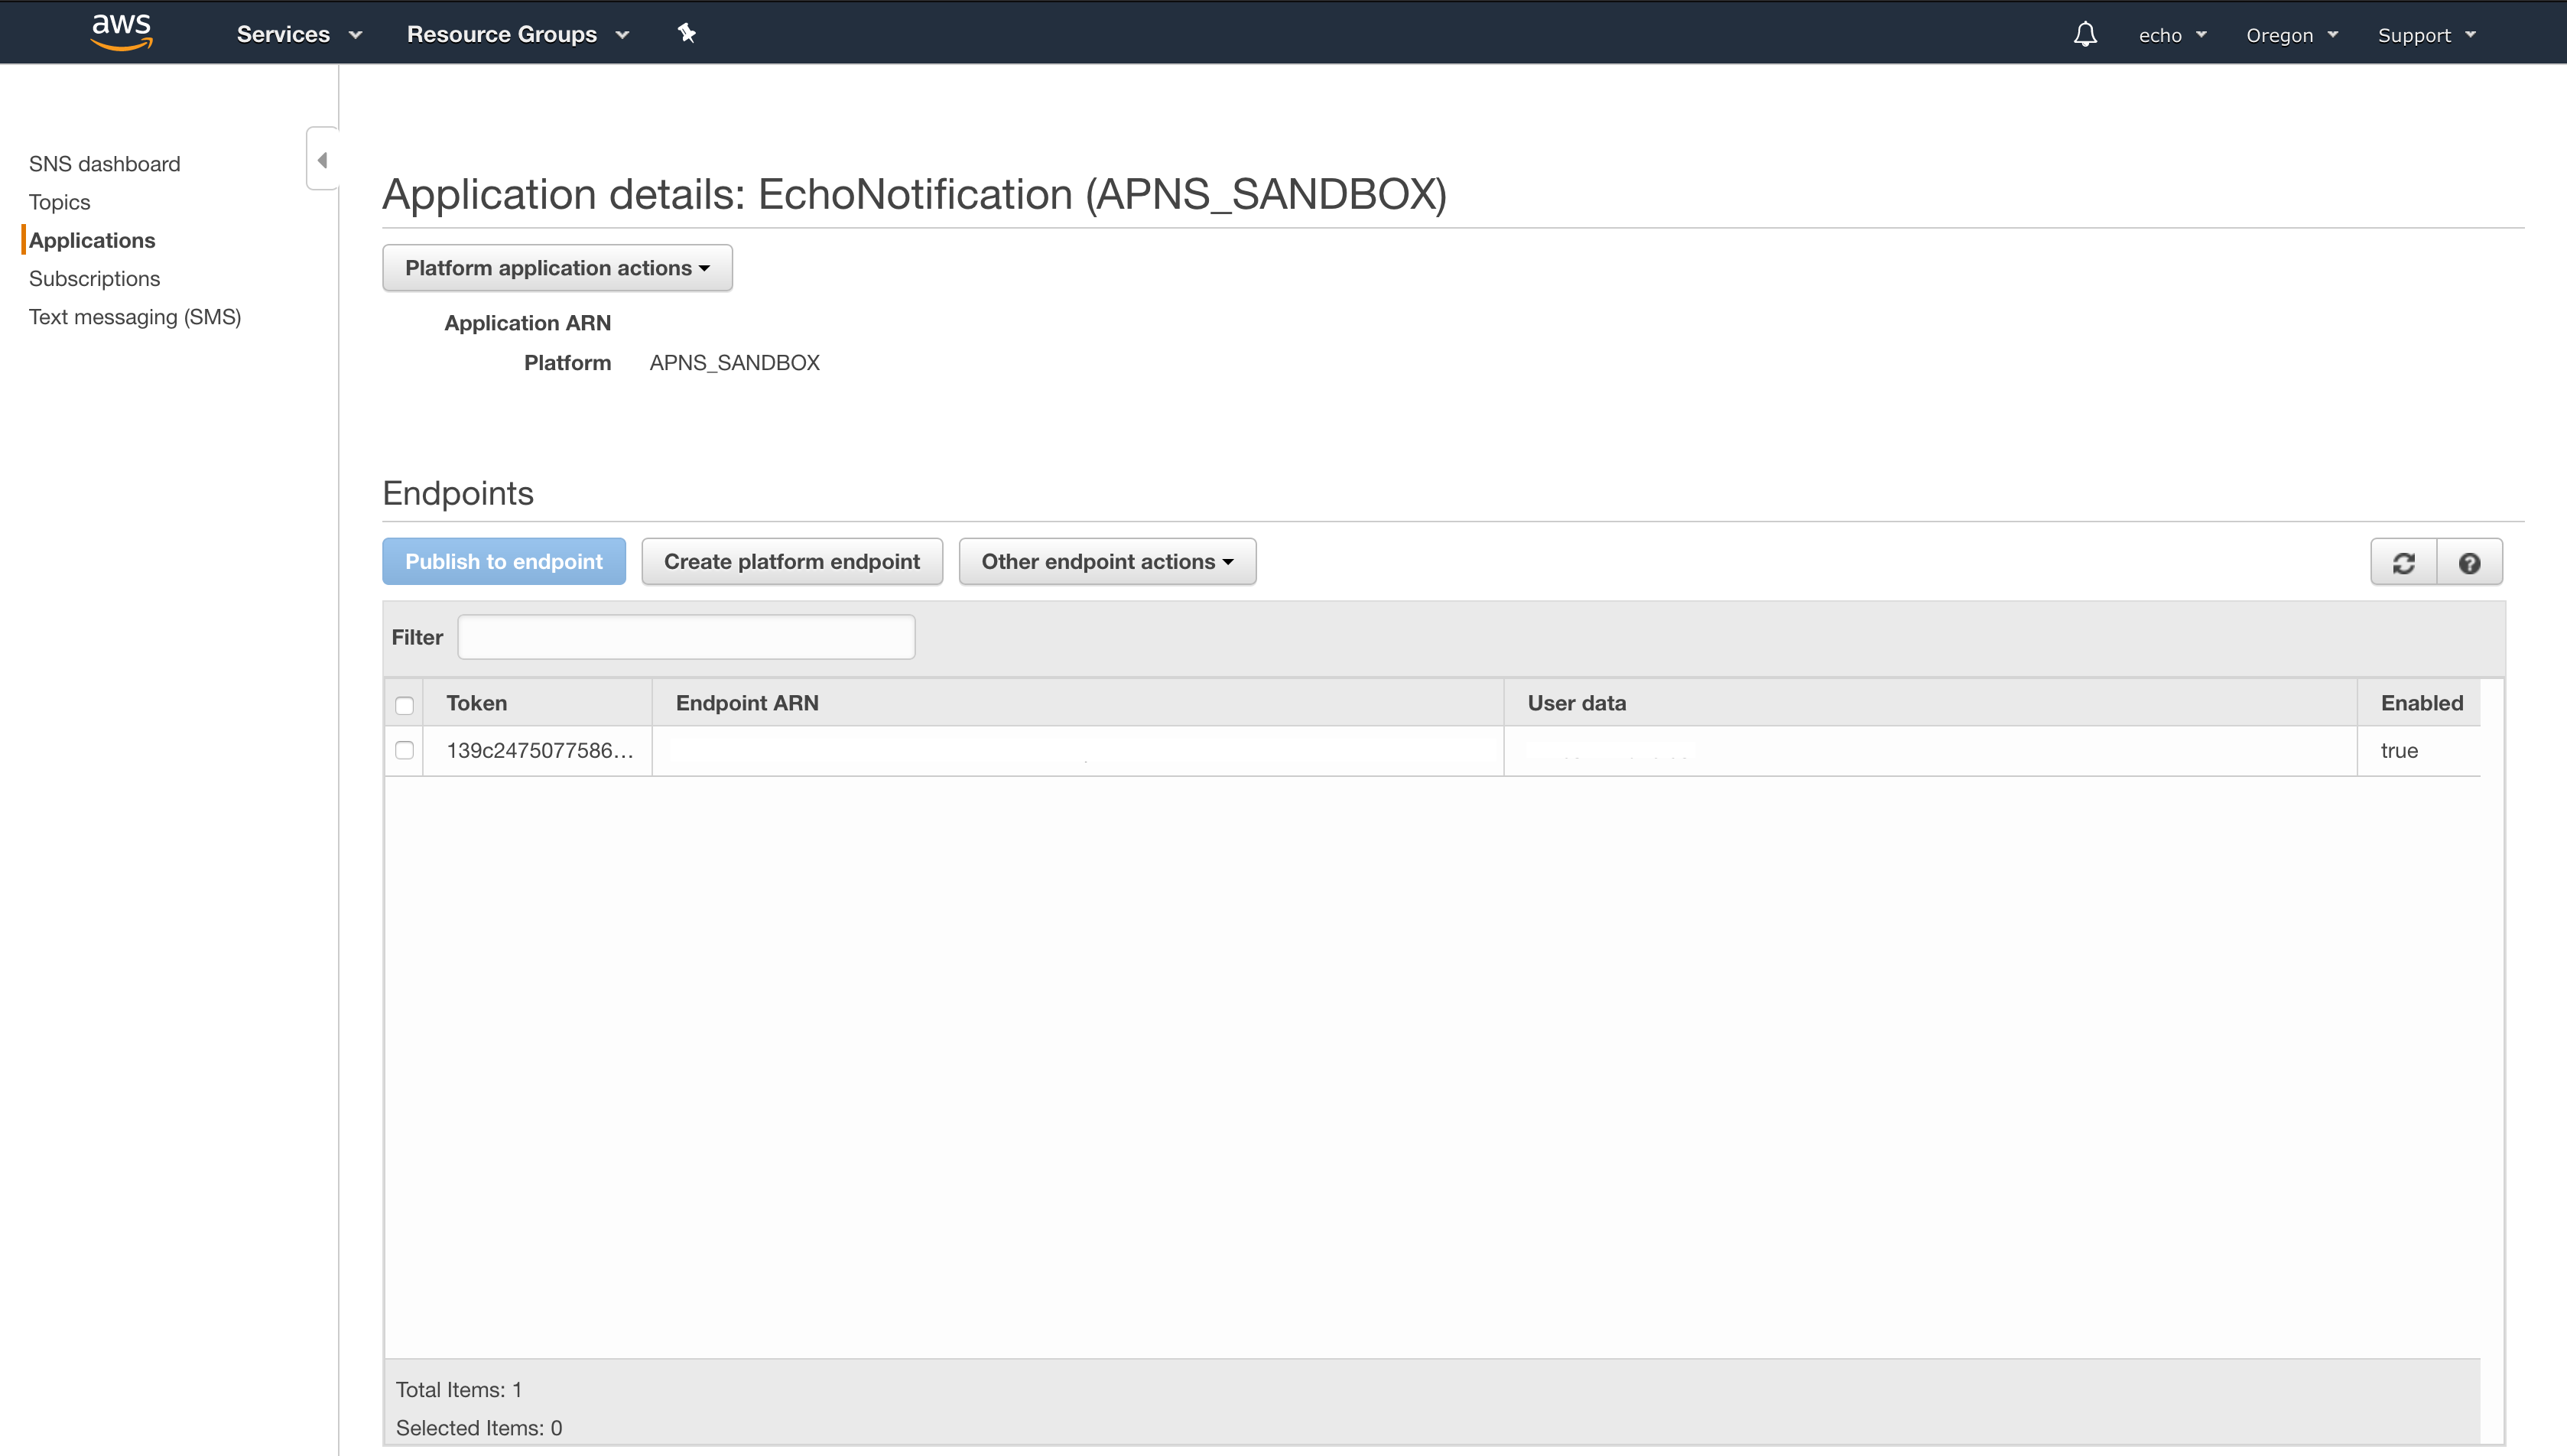 aws Services Resource Groups echo Oregon Support
SNS dashboard
Topics
Applications
Subscriptions
Text messaging (SMS)
Application details: EchoNotification (APNS_SANDBOX)
Platform application actions
Application ARN
Platform APNS_SANDBOX
Endpoints
Publish to endpoint Create platform endpoint Other endpoint actions
Filter
Token Endpoint ARN User data Enabled
139c2475077586... true
Total Items: 1
Selected Items: 0